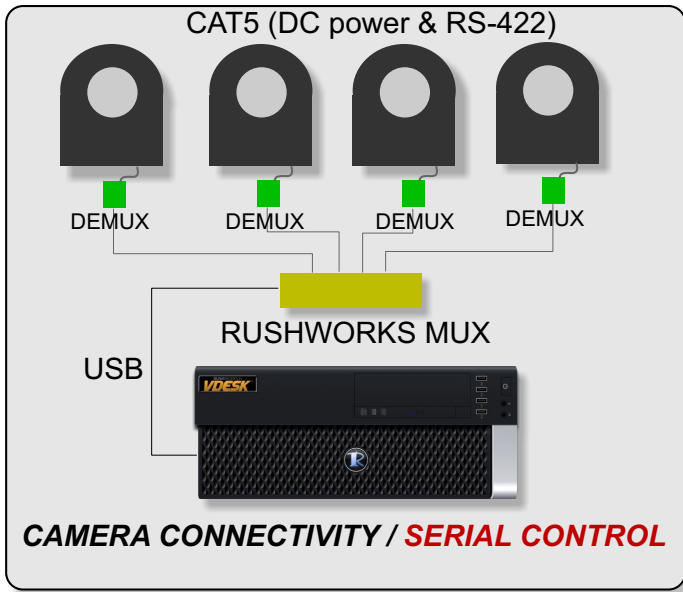 CAT5 (DC power & RS-422)
DEMUX DEMUX DEMUX DEMUX
RUSHWORKS MUX
USB
VDESK
R
CAMERA CONNECTIVITY / SERIAL CONTROL